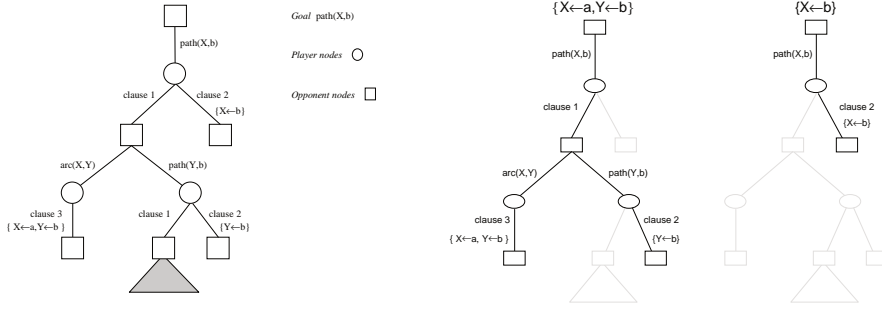 Goal path(X,b)
Player nodes
Opponent nodes
path(X,b)
clause 1
clause 2
{X←b}
arc(X,Y)
path(Y,b)
clause 3
{ X←a,Y←b }
clause 1
clause 2
{Y←b}
{X←a,Y←b}
path(X,b)
clause 1
arc(X,Y)
path(Y,b)
clause 3
{ X←a, Y←b }
clause 2
{Y←b}
{X←b}
path(X,b)
clause 2
{X←b}